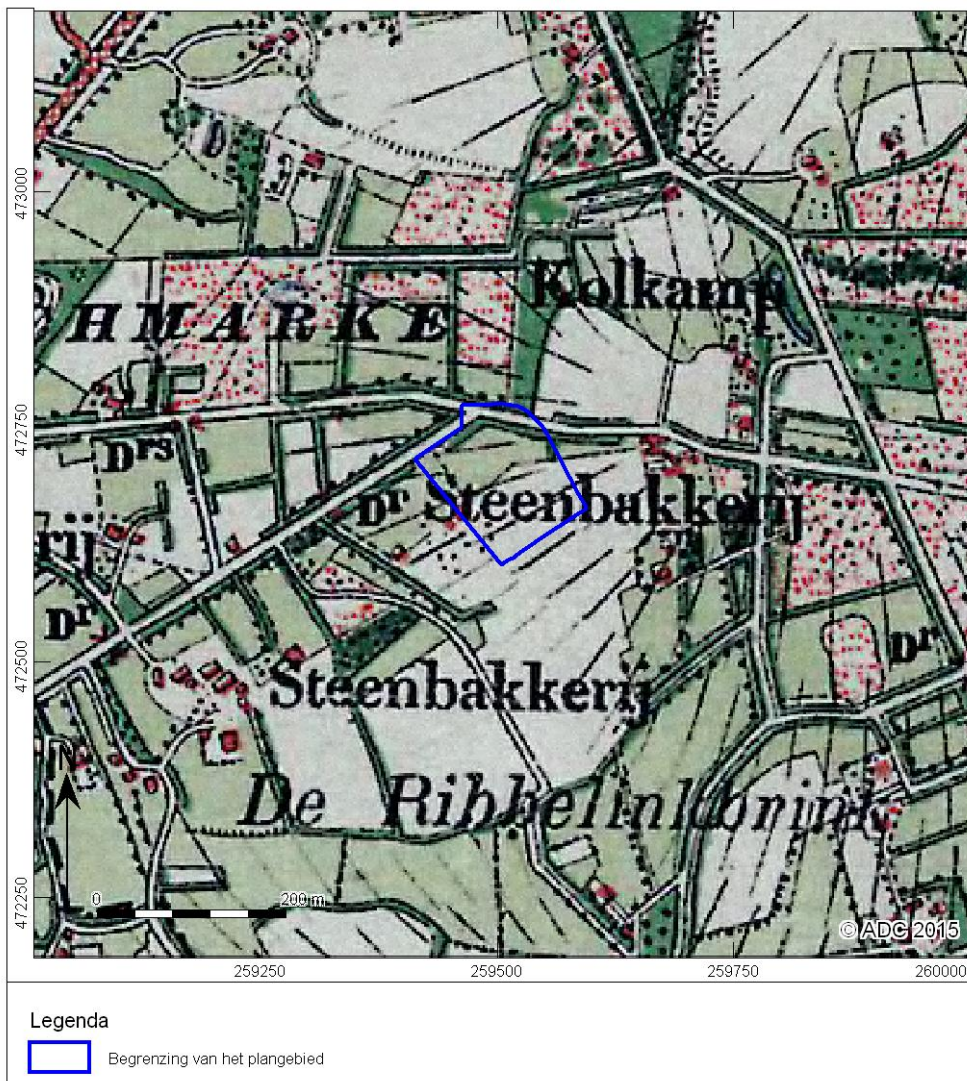 473000
Kolkamp
HMARKE
472750
Drs
Dr Steenbakkerij
rij
Dr
Dr
472500
Steenbakkerij
N
De Ribbelinkbrink
0 200 m
472250
© ADC 2015
259250 259500 259750 260000
Legenda
Begrenzing van het plangebied